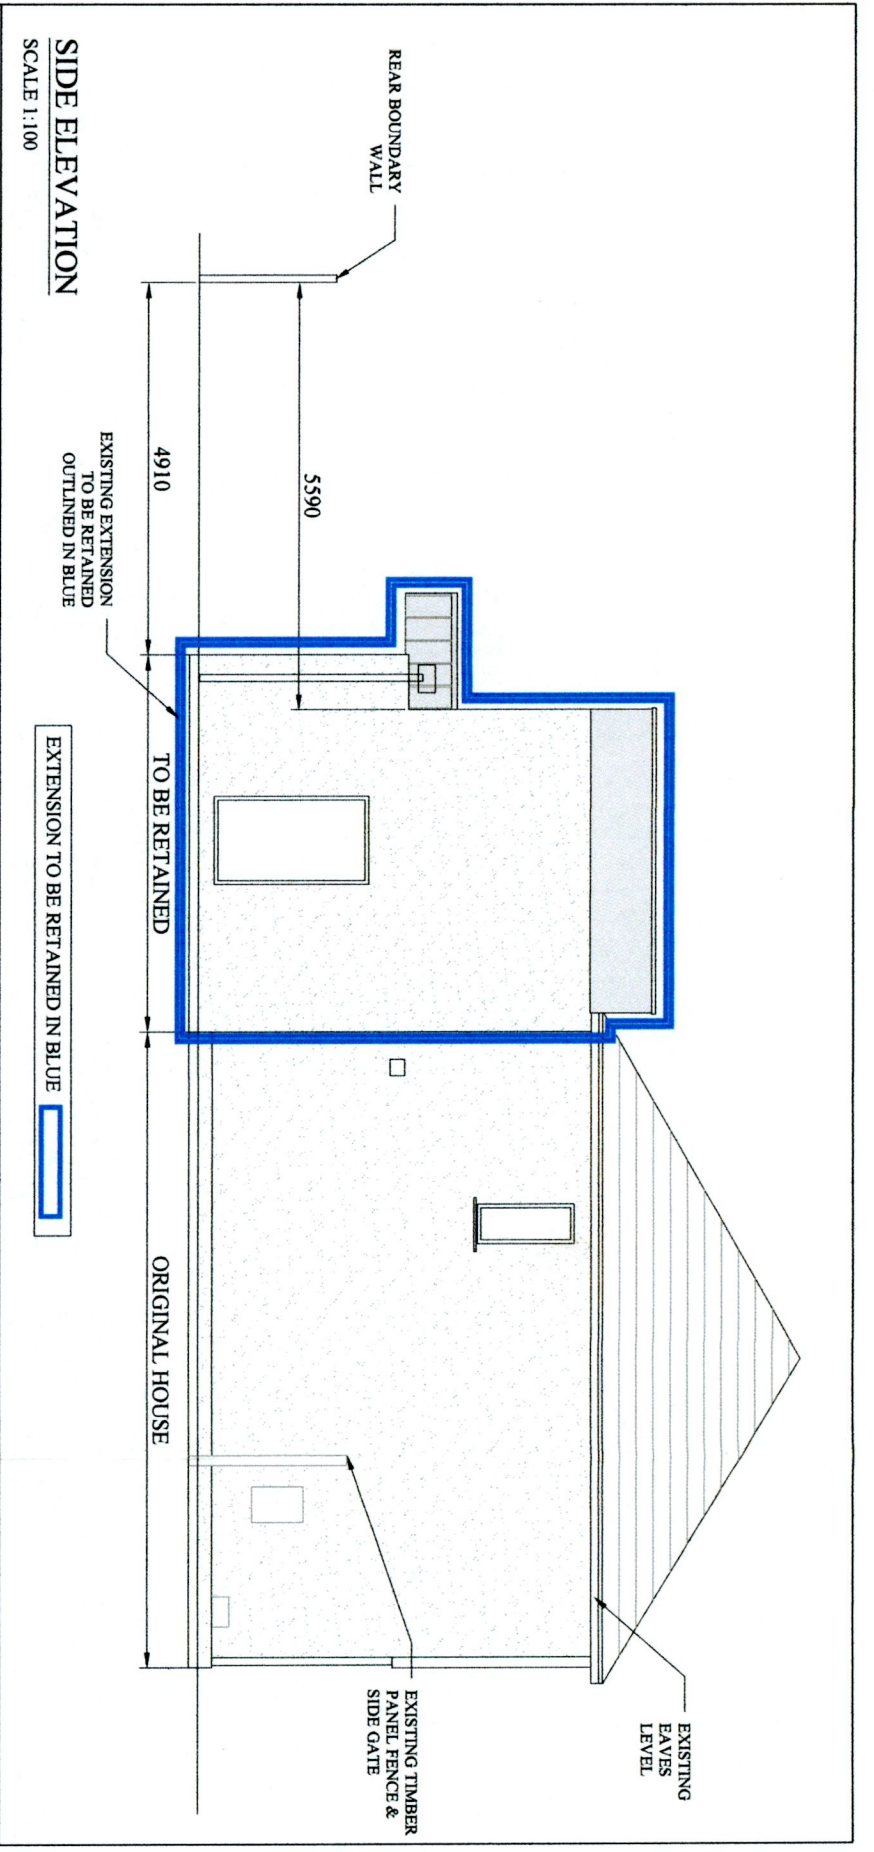 EXISTING
EAVES
LEVEL
REAR BOUNDARY
WALL
EXISTING TIMBER
PANEL FENCE &
SIDE GATE
5590
4910
TO BE RETAINED
ORIGINAL HOUSE
EXISTING EXTENSION
TO BE RETAINED
OUTLINED IN BLUE
SIDE ELEVATION
SCALE 1:100
EXTENSION TO BE RETAINED IN BLUE